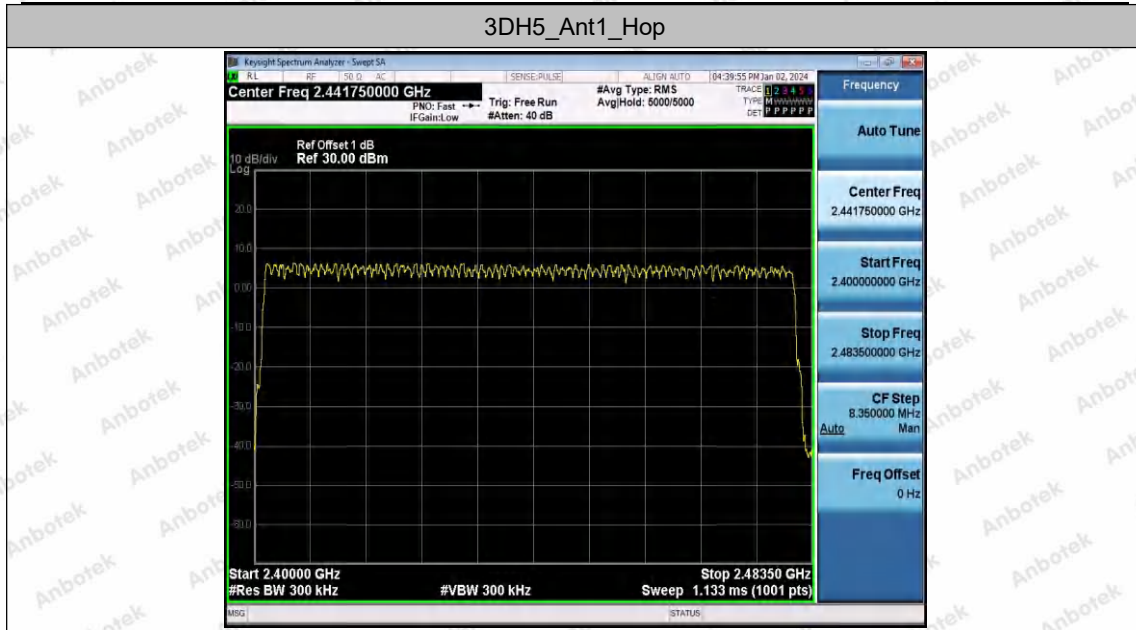 3DH5_Ant1_Hop
Keysight Spectrum Analyzer - Swept SA
RL RF 50 Ω AC SENSE:PULSE ALIGN AUTO 04:39:55 PM Jan 02, 2024
Center Freq 2.441750000 GHz #Avg Type: RMS TRACE 1 2 3 4 5 6
PNO: Fast Trig: Free Run Avg|Hold: 5000/5000 TYPE M WWWWW
IFGain:Low #Atten: 40 dB DET P P P P P P
Ref Offset 1 dB
10 dB/div Ref 30.00 dBm
Log
20.0
10.0
0.00
-10.0
-20.0
-30.0
-40.0
-50.0
-60.0
Start 2.40000 GHz Stop 2.48350 GHz
#Res BW 300 kHz #VBW 300 kHz Sweep 1.133 ms (1001 pts)
MSG STATUS
Frequency
Auto Tune
Center Freq
2.441750000 GHz
Start Freq
2.400000000 GHz
Stop Freq
2.483500000 GHz
CF Step
8.350000 MHz
Auto Man
Freq Offset
0 Hz
Anbotek